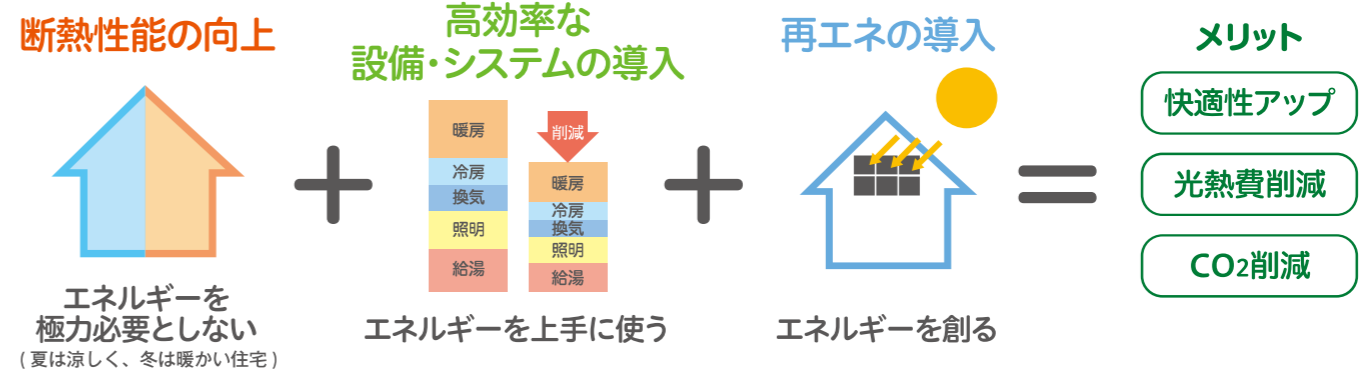 断熱性能の向上
エネルギーを
極力必要としない
(夏は涼しく、冬は暖かい住宅)
高効率な
設備・システムの導入
暖房
冷房
換気
照明
給湯
削減
暖房
冷房
換気
照明
給湯
エネルギーを上手に使う
再エネの導入
エネルギーを創る
メリット
快適性アップ
光熱費削減
CO2削減